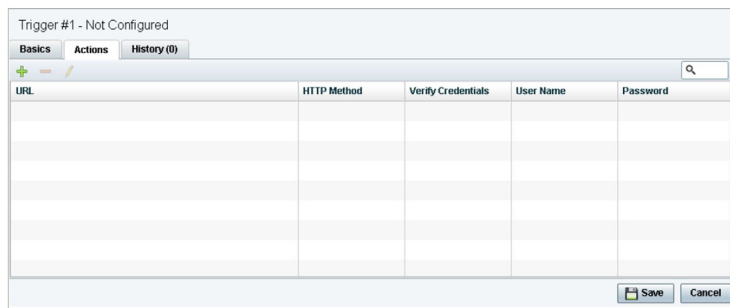 Trigger #1 - Not Configured
Basics Actions History (0)
URL HTTP Method Verify Credentials User Name Password
Save Cancel